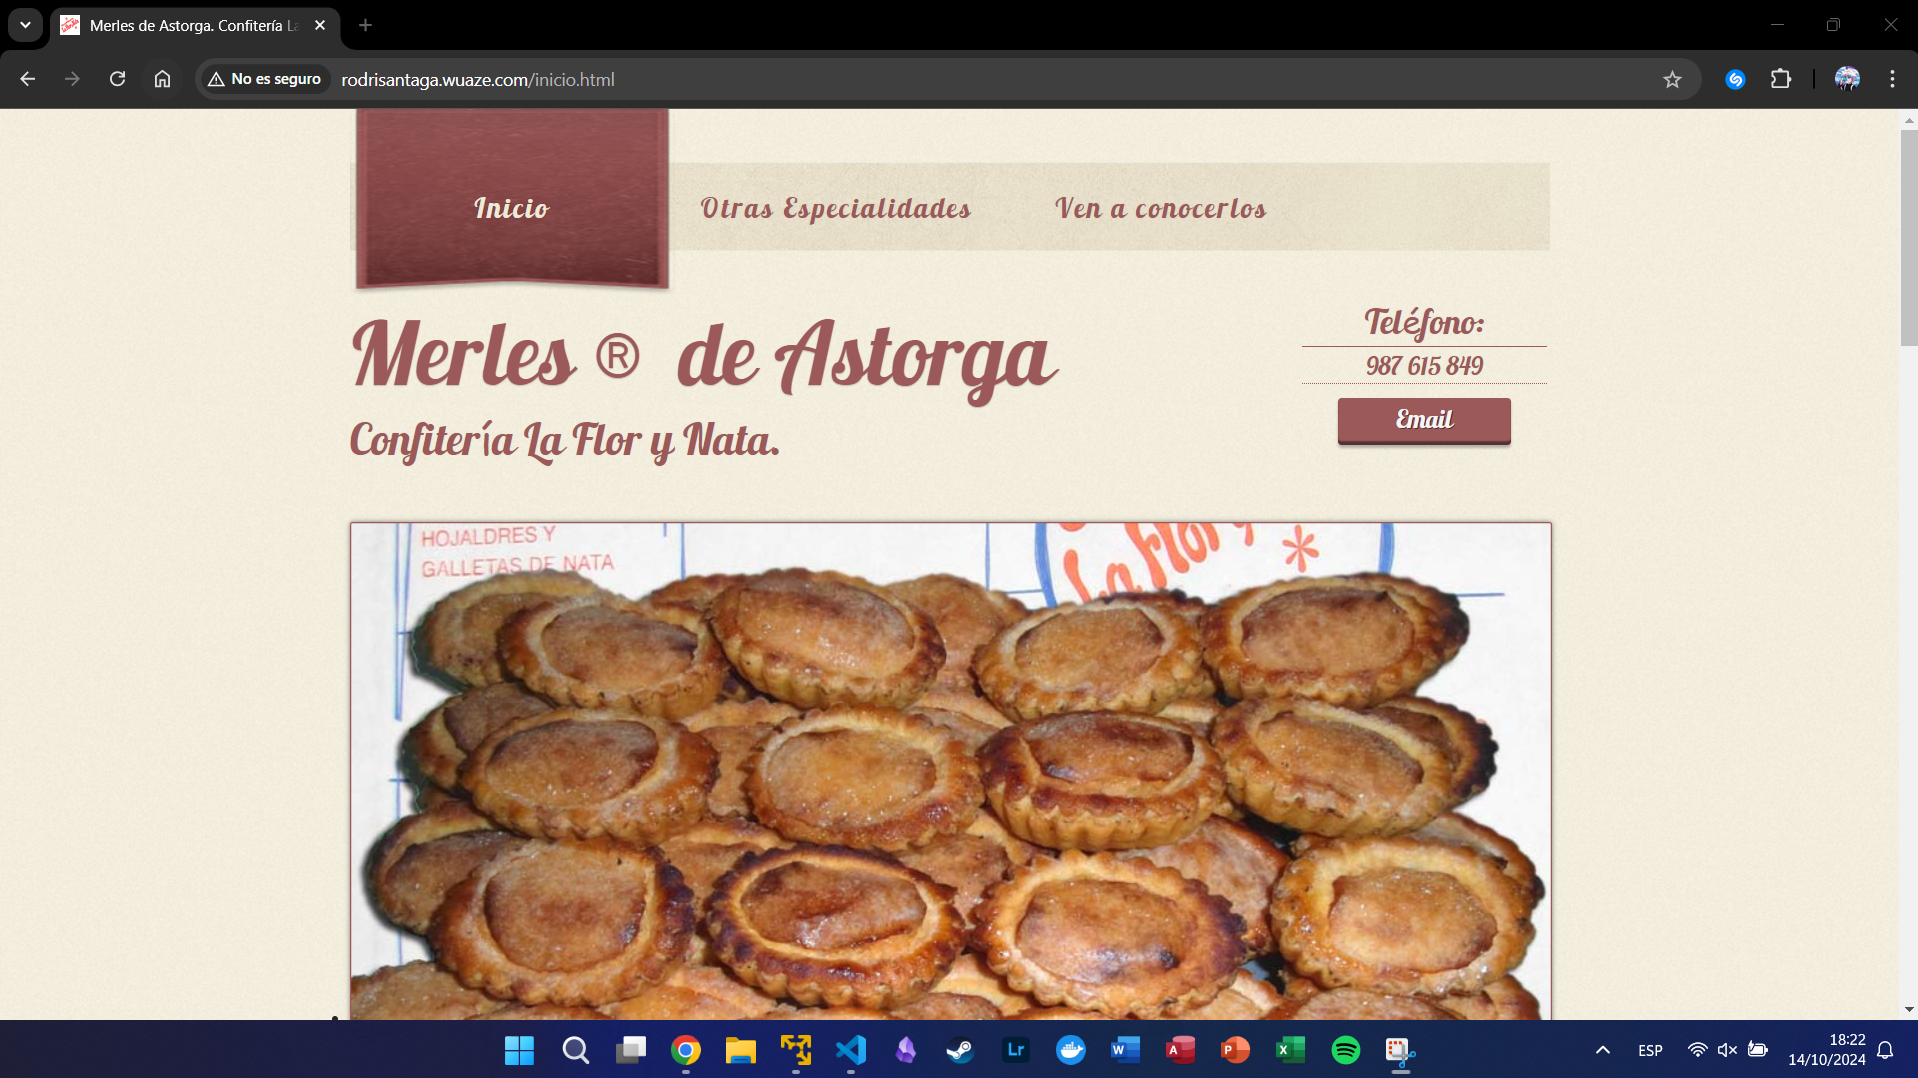 Merles de Astorga. Confitería La
No es seguro
rodrisantaga.wuaze.com/inicio.html
Inicio
Otras Especialidades
Ven a conocerlos
Merles ® de Astorga
Confitería La Flor y Nata.
Teléfono:
987 615 849
Email
HOJALDRES Y
GALLETAS DE NATA
La Flor y
Lr
W
A
P
X
ESP
18:22
14/10/2024